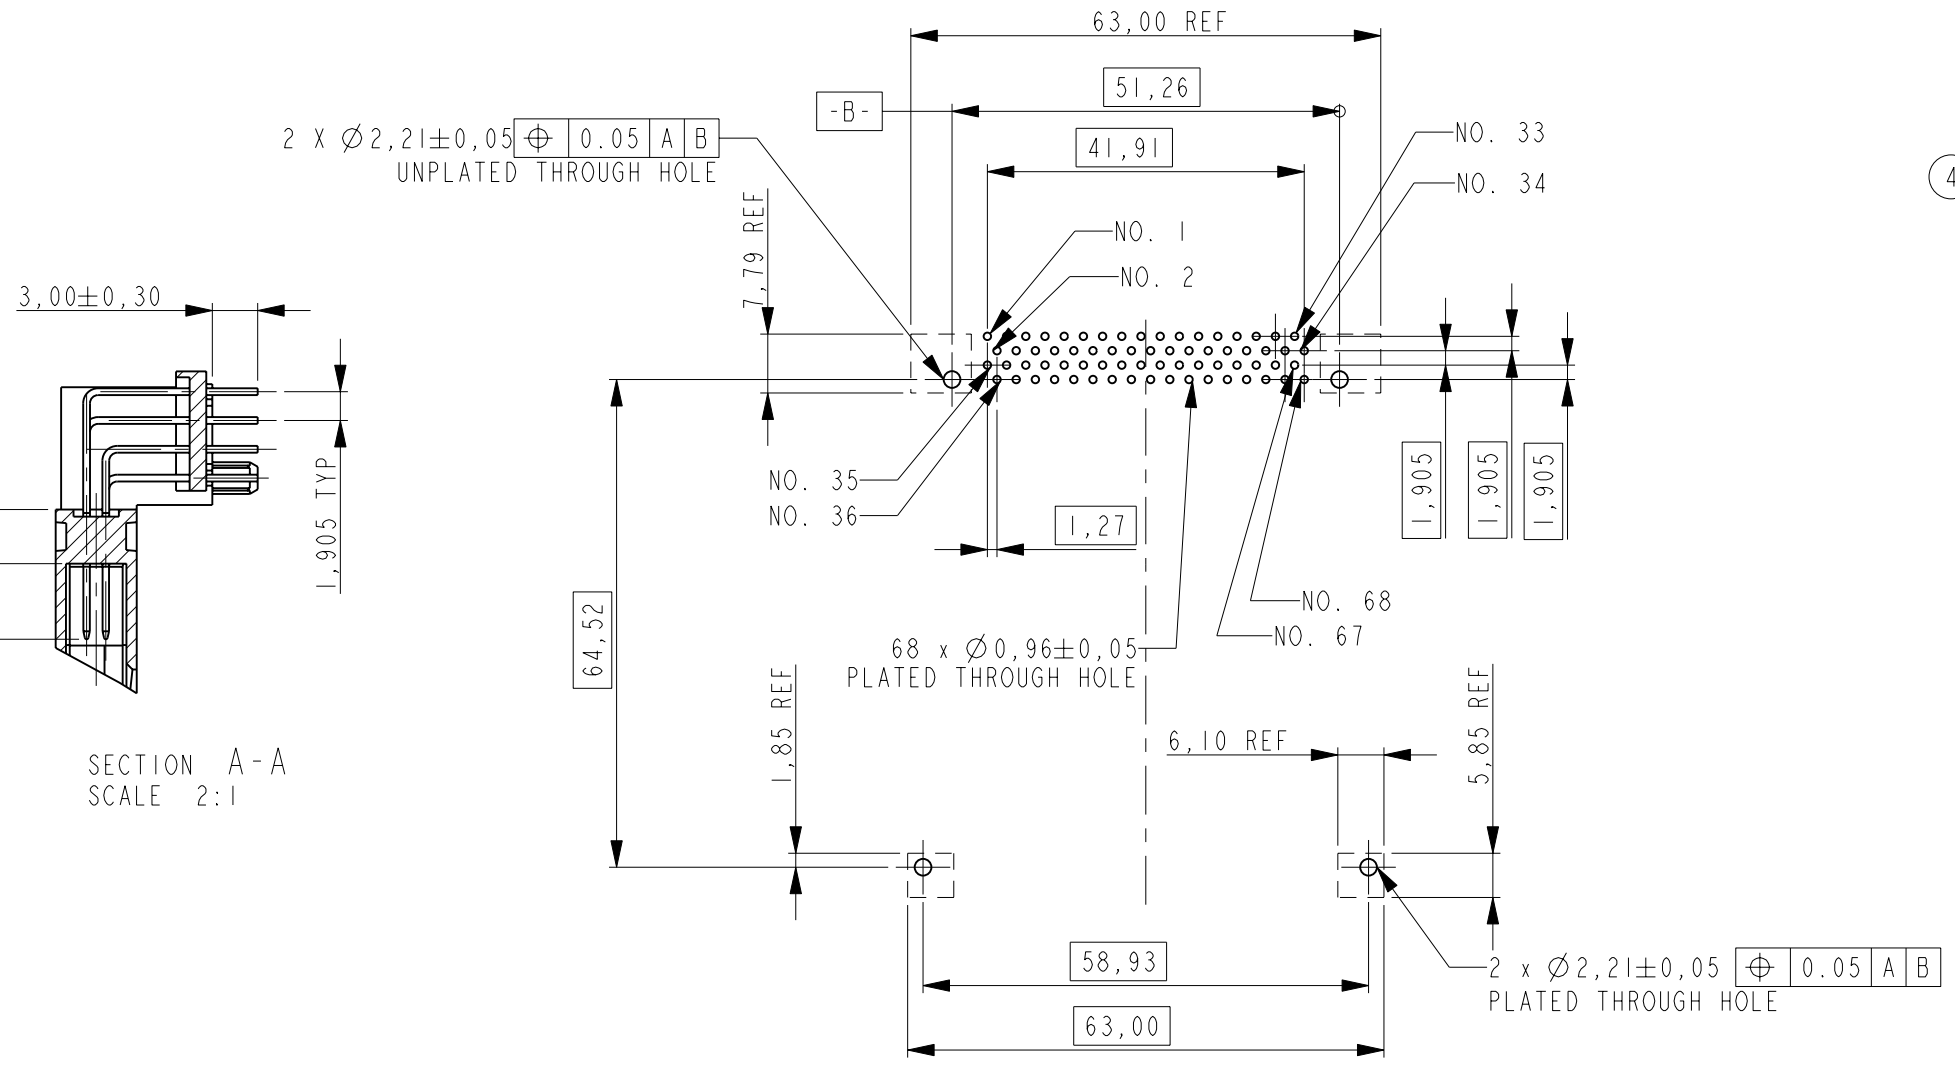 63,00 REF
51,26
-B-
2 X ∅2,21±0,05 ⌖ 0.05 A B
UNPLATED THROUGH HOLE
41,91
NO. 33
NO. 34
4
NO. 1
NO. 2
7,79 REF
3,00±0,30
1,905 TYP
NO. 35
NO. 36
1,27
1,905
1,905
1,905
64,52
NO. 68
NO. 67
68 x ∅0,96±0,05
PLATED THROUGH HOLE
1,85 REF
6,10 REF
5,85 REF
SECTION A-A
SCALE 2:1
58,93
2 x ∅2,21±0,05 ⌖ 0.05 A B
PLATED THROUGH HOLE
63,00